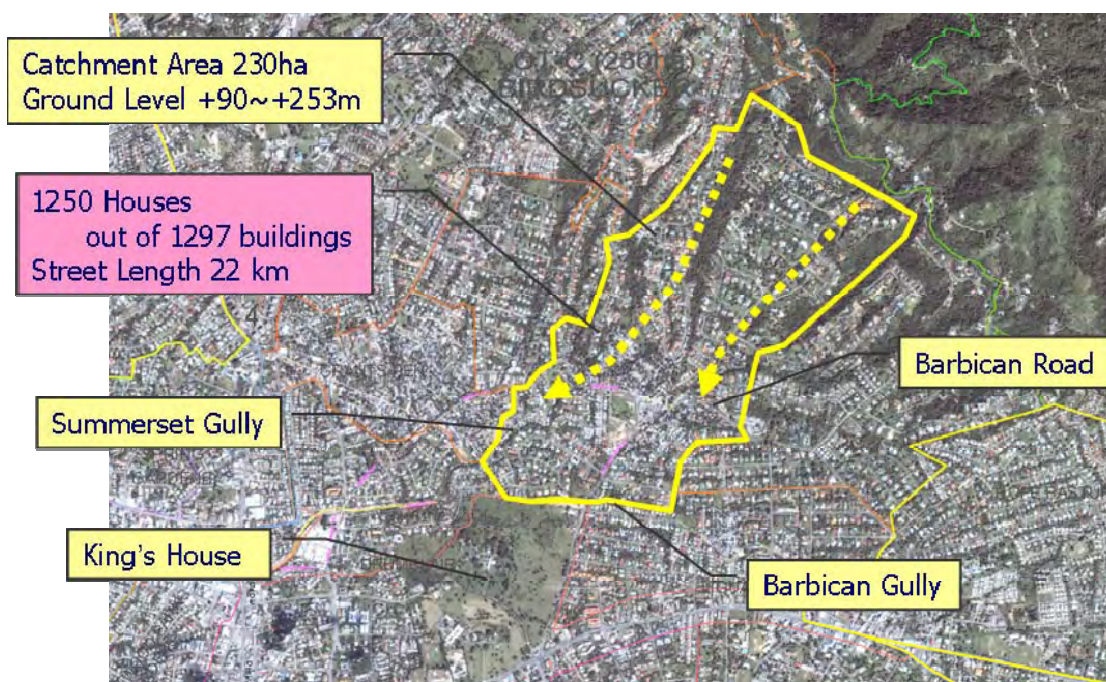 Catchment Area 230ha
Ground Level +90~+253m
1250 Houses
out of 1297 buildings
Street Length 22 km
Barbican Road
Summerset Gully
King's House
Barbican Gully